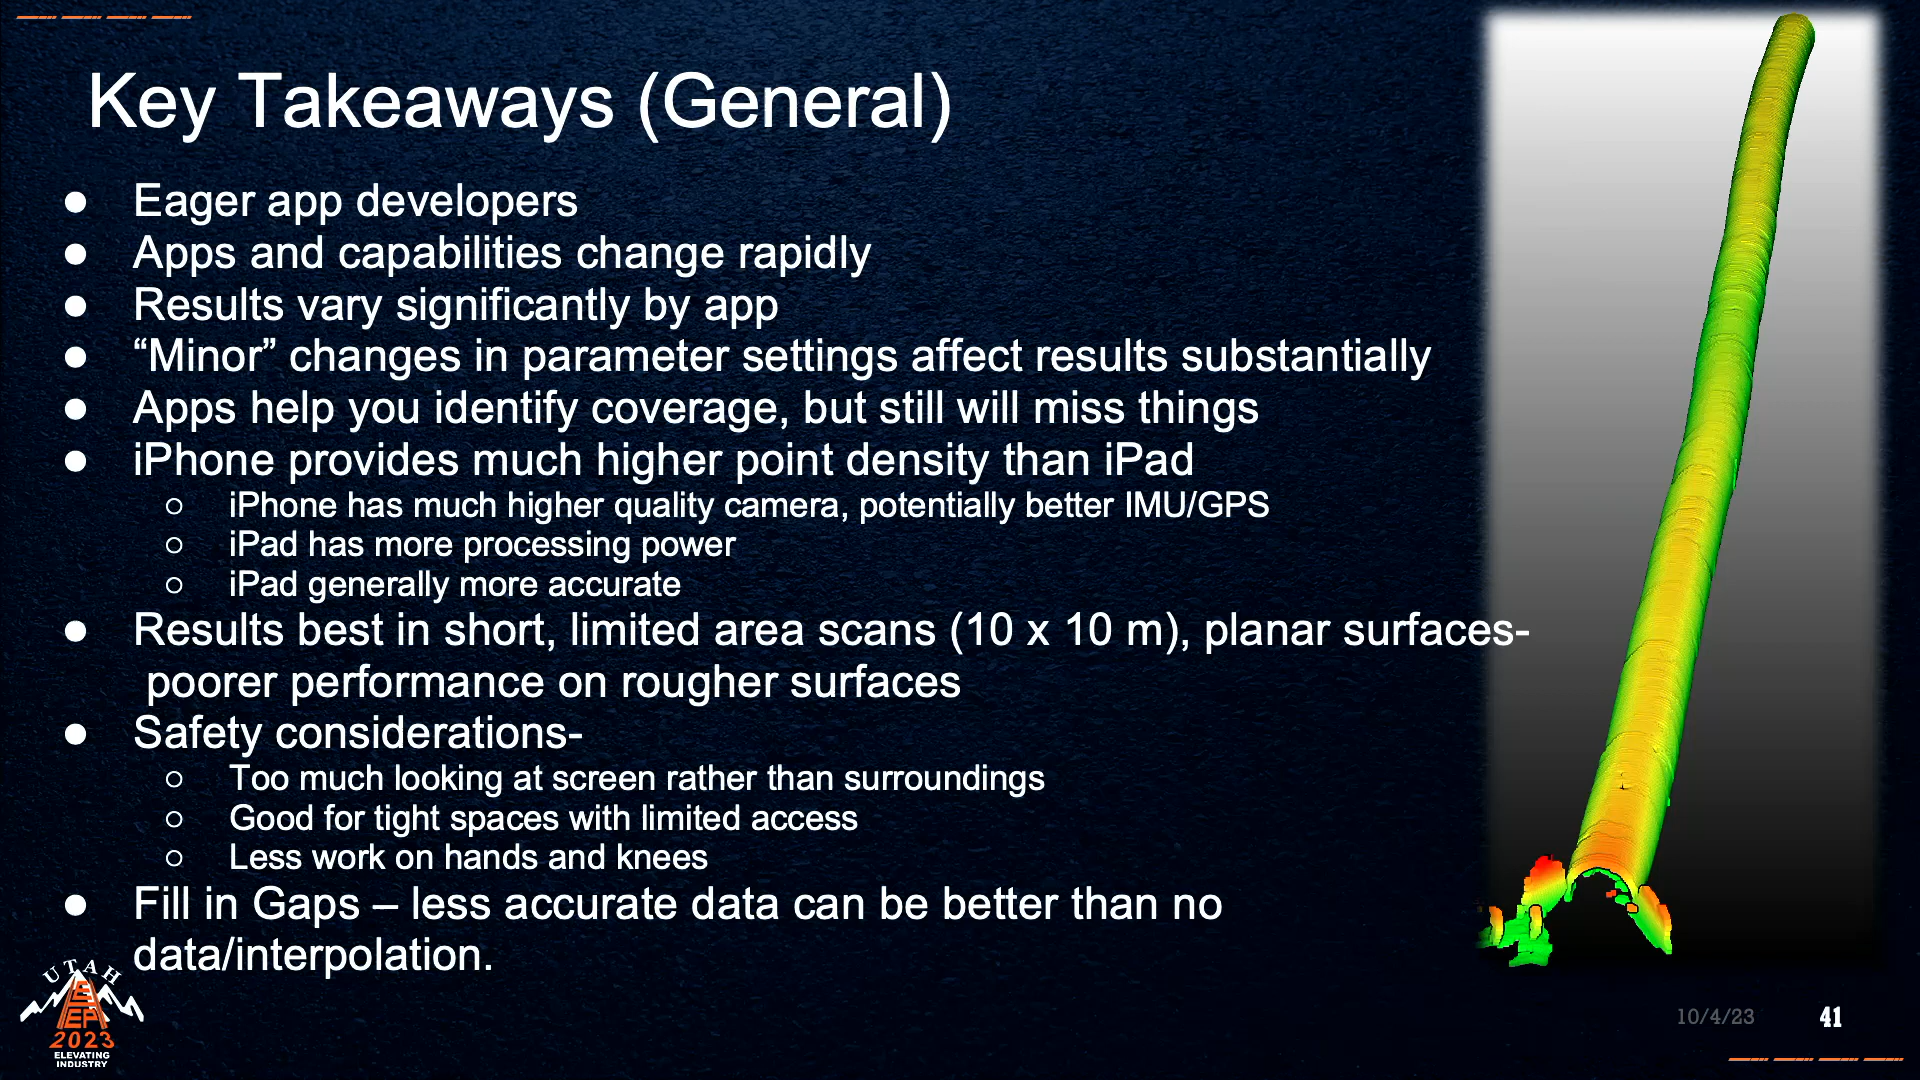 Key Takeaways (General)
● Eager app developers
● Apps and capabilities change rapidly
● Results vary significantly by app
● “Minor” changes in parameter settings affect results substantially
● Apps help you identify coverage, but still will miss things
● iPhone provides much higher point density than iPad
○ iPhone has much higher quality camera, potentially better IMU/GPS
○ iPad has more processing power
○ iPad generally more accurate
● Results best in short, limited area scans (10 x 10 m), planar surfaces-
poorer performance on rougher surfaces
● Safety considerations-
○ Too much looking at screen rather than surroundings
○ Good for tight spaces with limited access
○ Less work on hands and knees
● Fill in Gaps – less accurate data can be better than no
data/interpolation.
UTAH
2023
ELEVATING
INDUSTRY
10/4/23
41